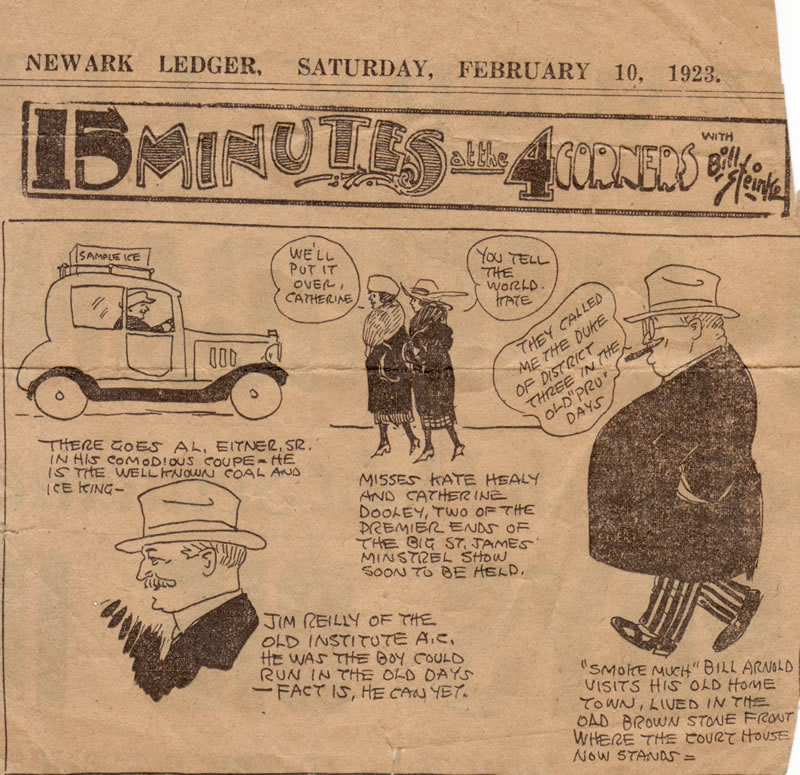 NEWARK LEDGER, SATURDAY, FEBRUARY 10, 1923.
15 MINUTES at the 4 CORNERS WITH
Bill Steinke
SAMPLE ICE
WE'LL
PUT IT
OVER,
CATHERINE
YOU TELL
THE
WORLD.
KATE
THEY CALLED
ME THE DUKE
OF DISTRICT
THREE IN THE
OLD "PRU"
DAYS
THERE GOES AL, EITNER, SR.
IN HIS COMODIOUS COUPE - HE
IS THE WELL KNOWN COAL AND
ICE KING -
MISSES KATE HEALY
AND CATHERINE
DOOLEY, TWO OF THE
PREMIER ENDS OF
THE BIG ST. JAMES
MINSTREL SHOW
SOON TO BE HELD.
JIM REILLY OF THE
OLD INSTITUTE A.C.
HE WAS THE BOY COULD
RUN IN THE OLD DAYS
- FACT IS, HE CAN YET.
"SMOKE MUCH" BILL ARNOLD
VISITS HIS OLD HOME
TOWN, LIVED IN THE
OLD BROWN STONE FRONT
WHERE THE COURT HOUSE
NOW STANDS =